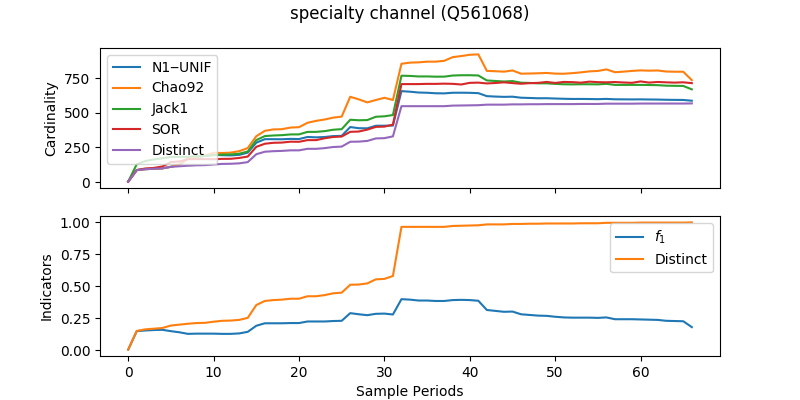 specialty channel (Q561068)
Cardinality
750
500
250
0
N1−UNIF
Chao92
Jack1
SOR
Distinct
Indicators
1.00
0.75
0.50
0.25
0.00
f₁
Distinct
0 10 20 30 40 50 60
Sample Periods